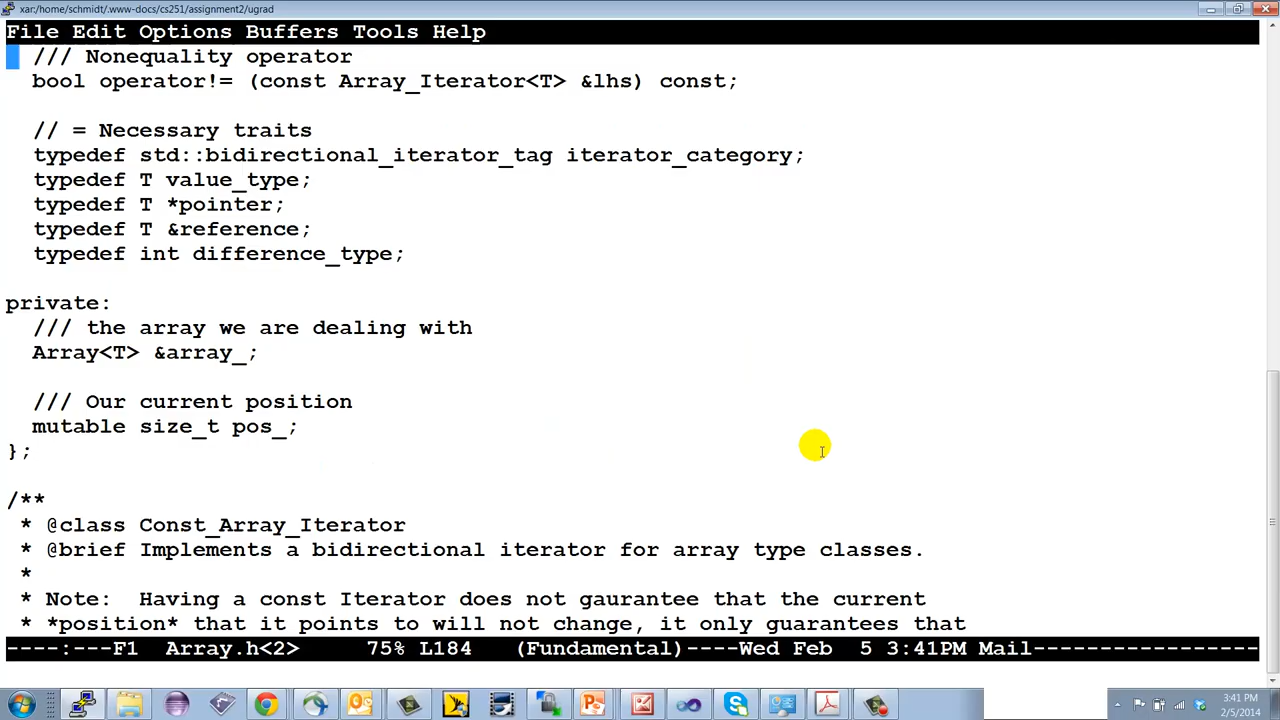 xar:/home/schmidt/.www-docs/cs251/assignment2/ugrad
File Edit Options Buffers Tools Help
/// Nonequality operator
bool operator!= (const Array_Iterator<T> &lhs) const;
// = Necessary traits
typedef std::bidirectional_iterator_tag iterator_category;
typedef T value_type;
typedef T *pointer;
typedef T &reference;
typedef int difference_type;
private:
/// the array we are dealing with
Array<T> &array_;
/// Our current position
mutable size_t pos_;
};
/**
* @class Const_Array_Iterator
* @brief Implements a bidirectional iterator for array type classes.
*
* Note:  Having a const Iterator does not gaurantee that the current
* *position* that it points to will not change, it only guarantees that
----:---F1  Array.h<2>     75% L184   (Fundamental)----Wed Feb  5 3:41PM Mail-----------------
3:41 PM
2/5/2014